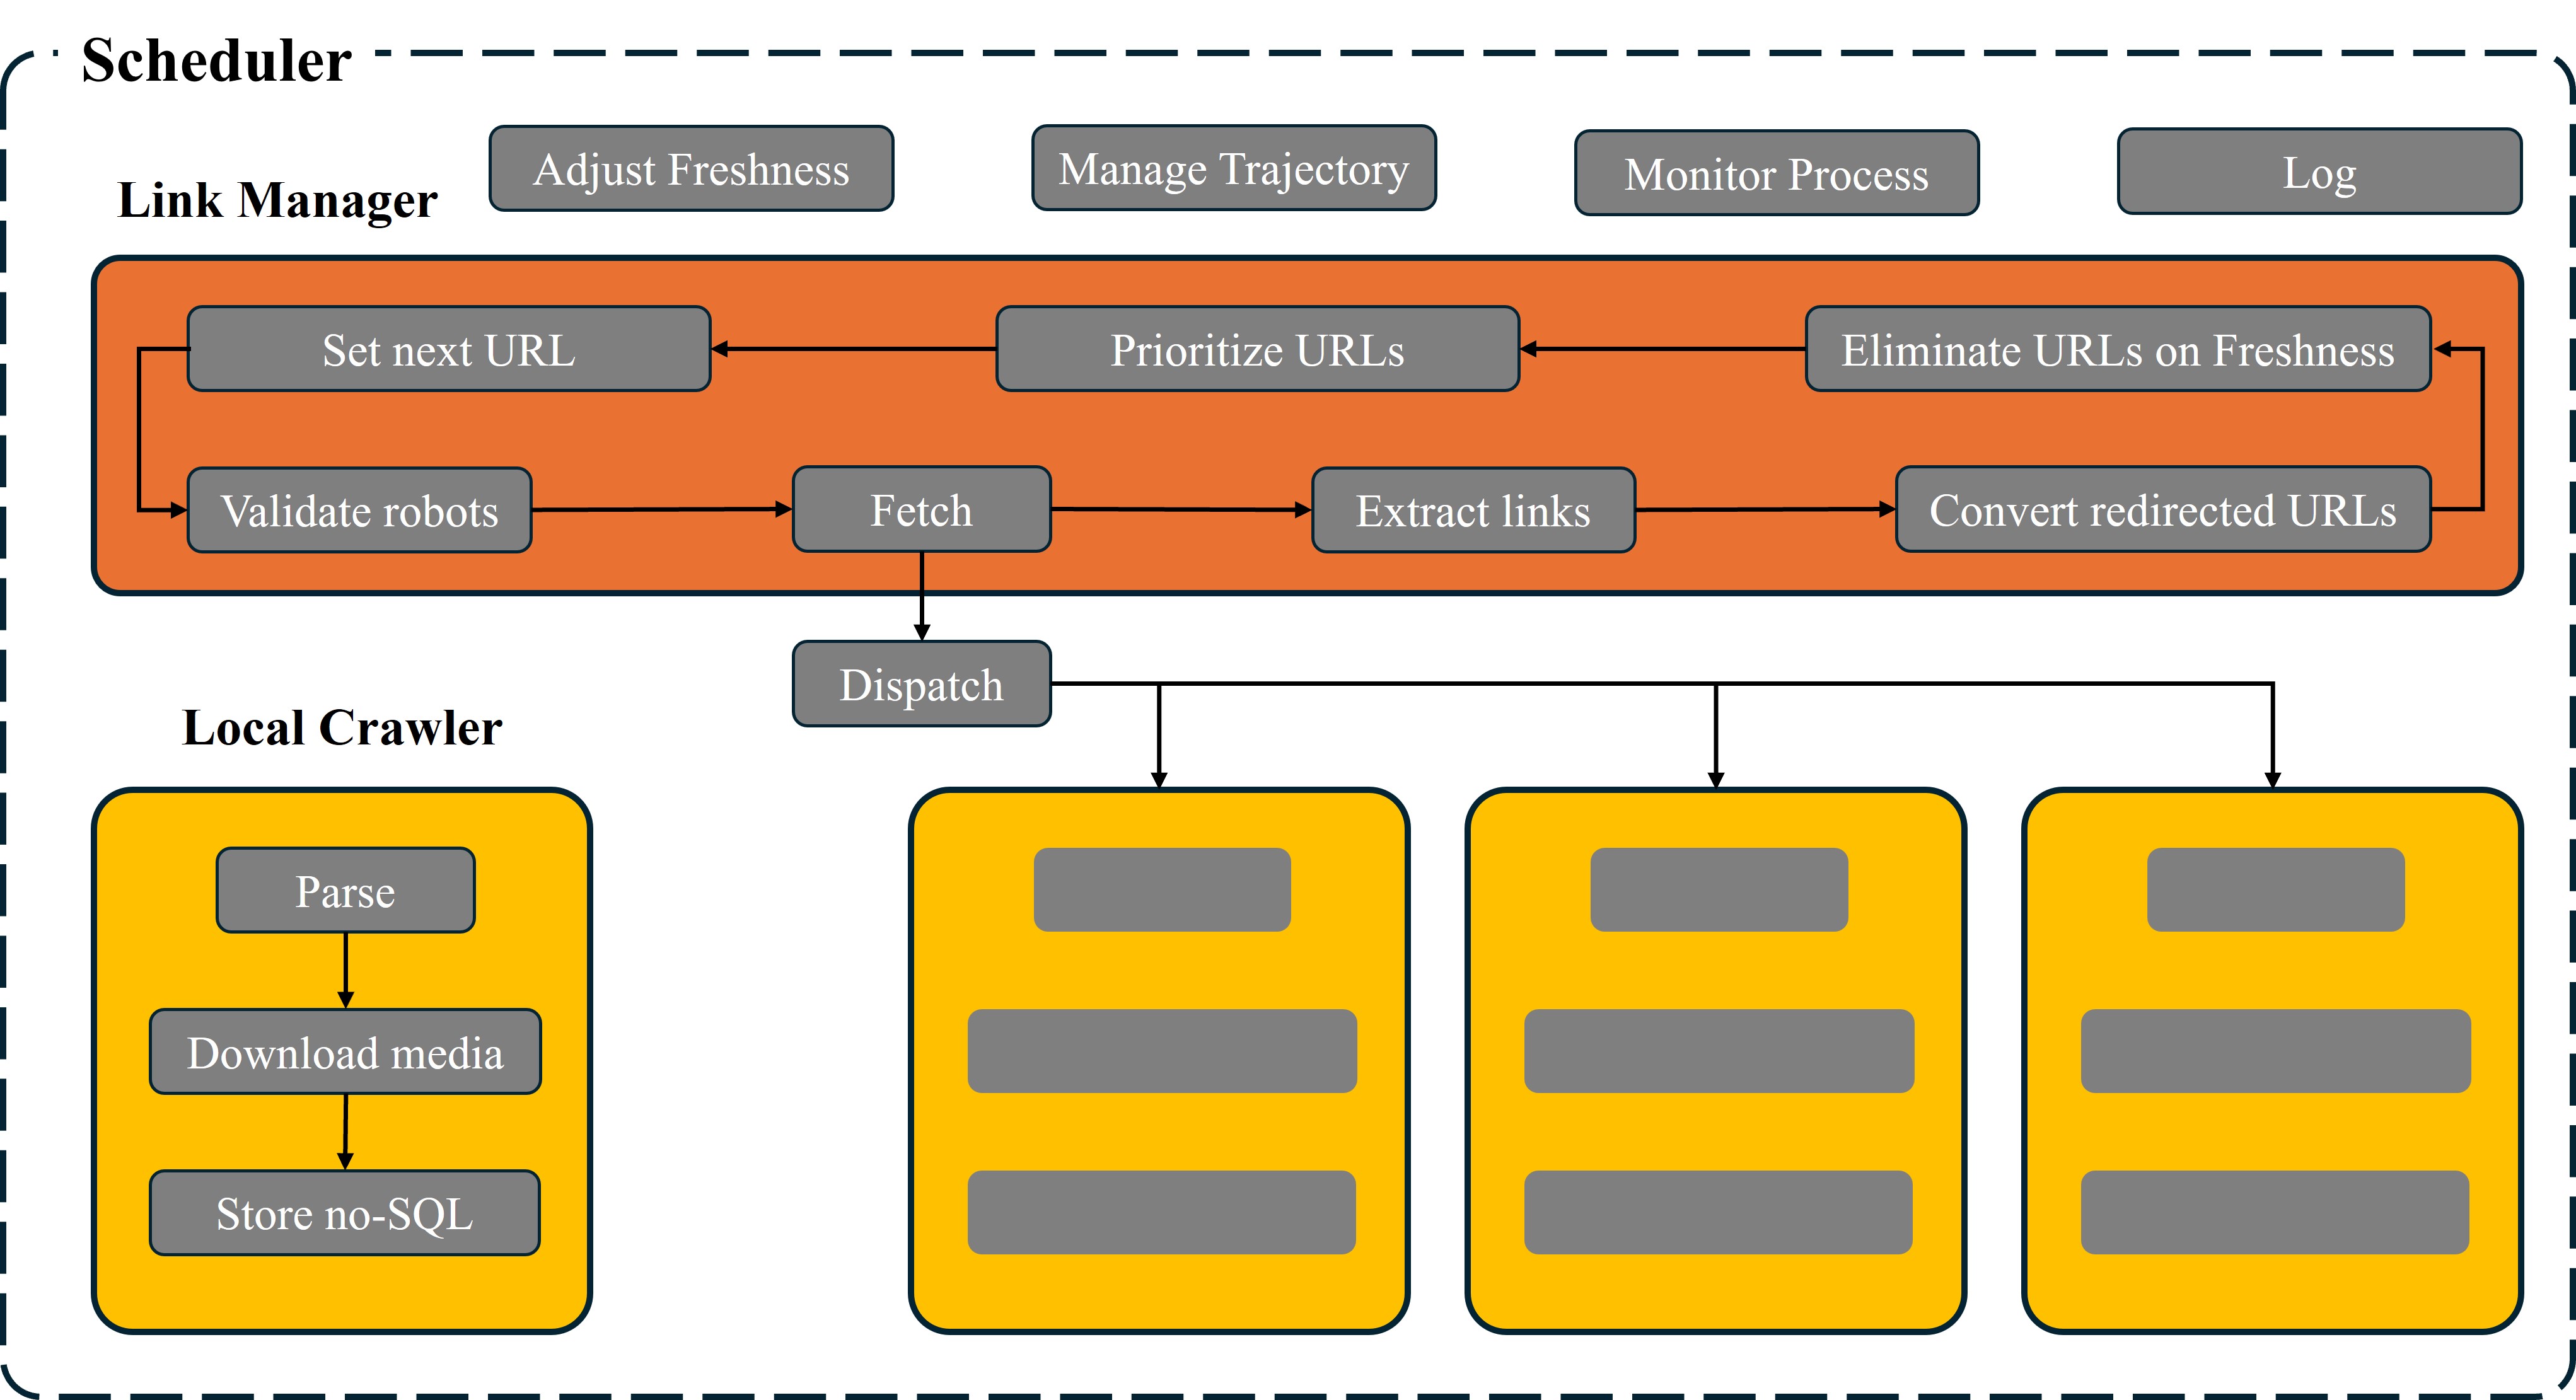 Scheduler
Adjust Freshness
Manage Trajectory
Monitor Process
Log
Link Manager
Set next URL
Prioritize URLs
Eliminate URLs on Freshness
Validate robots
Fetch
Extract links
Convert redirected URLs
Dispatch
Local Crawler
Parse
Download media
Store no-SQL